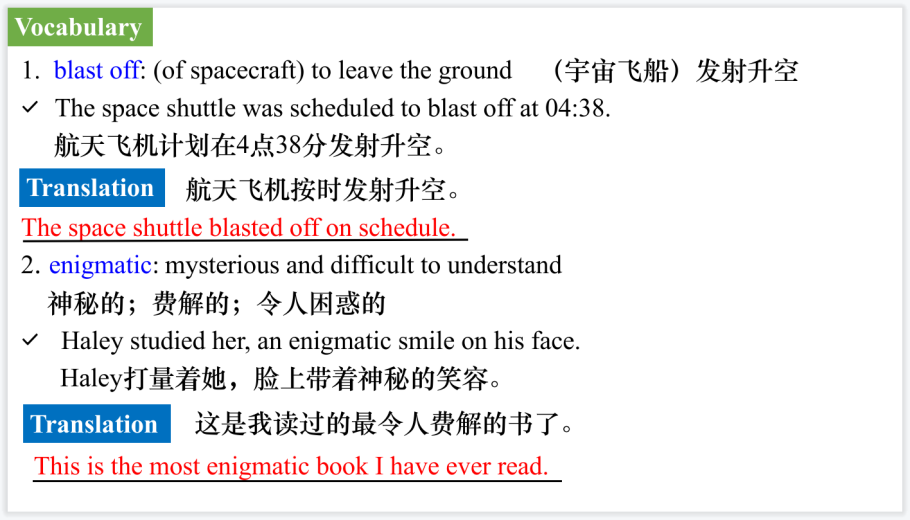 Vocabulary
1. blast off: (of spacecraft) to leave the ground （宇宙飞船）发射升空
✓ The space shuttle was scheduled to blast off at 04:38.
航天飞机计划在4点38分发射升空。
Translation 航天飞机按时发射升空。
The space shuttle blasted off on schedule.
2. enigmatic: mysterious and difficult to understand
神秘的；费解的；令人困惑的
✓ Haley studied her, an enigmatic smile on his face.
Haley打量着她，脸上带着神秘的笑容。
Translation 这是我读过的最令人费解的书了。
This is the most enigmatic book I have ever read.